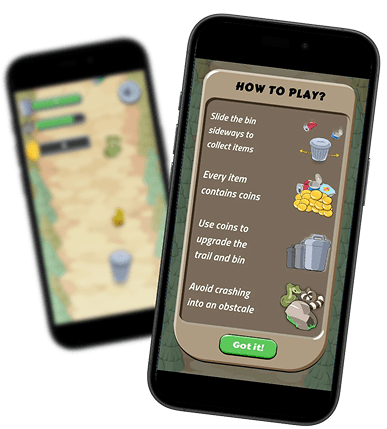 HOW TO PLAY?
Slide the bin
sideways to
collect items
Every item
contains coins
Use coins to
upgrade the
trail and bin
Avoid crashing
into an obstcale
Got it!